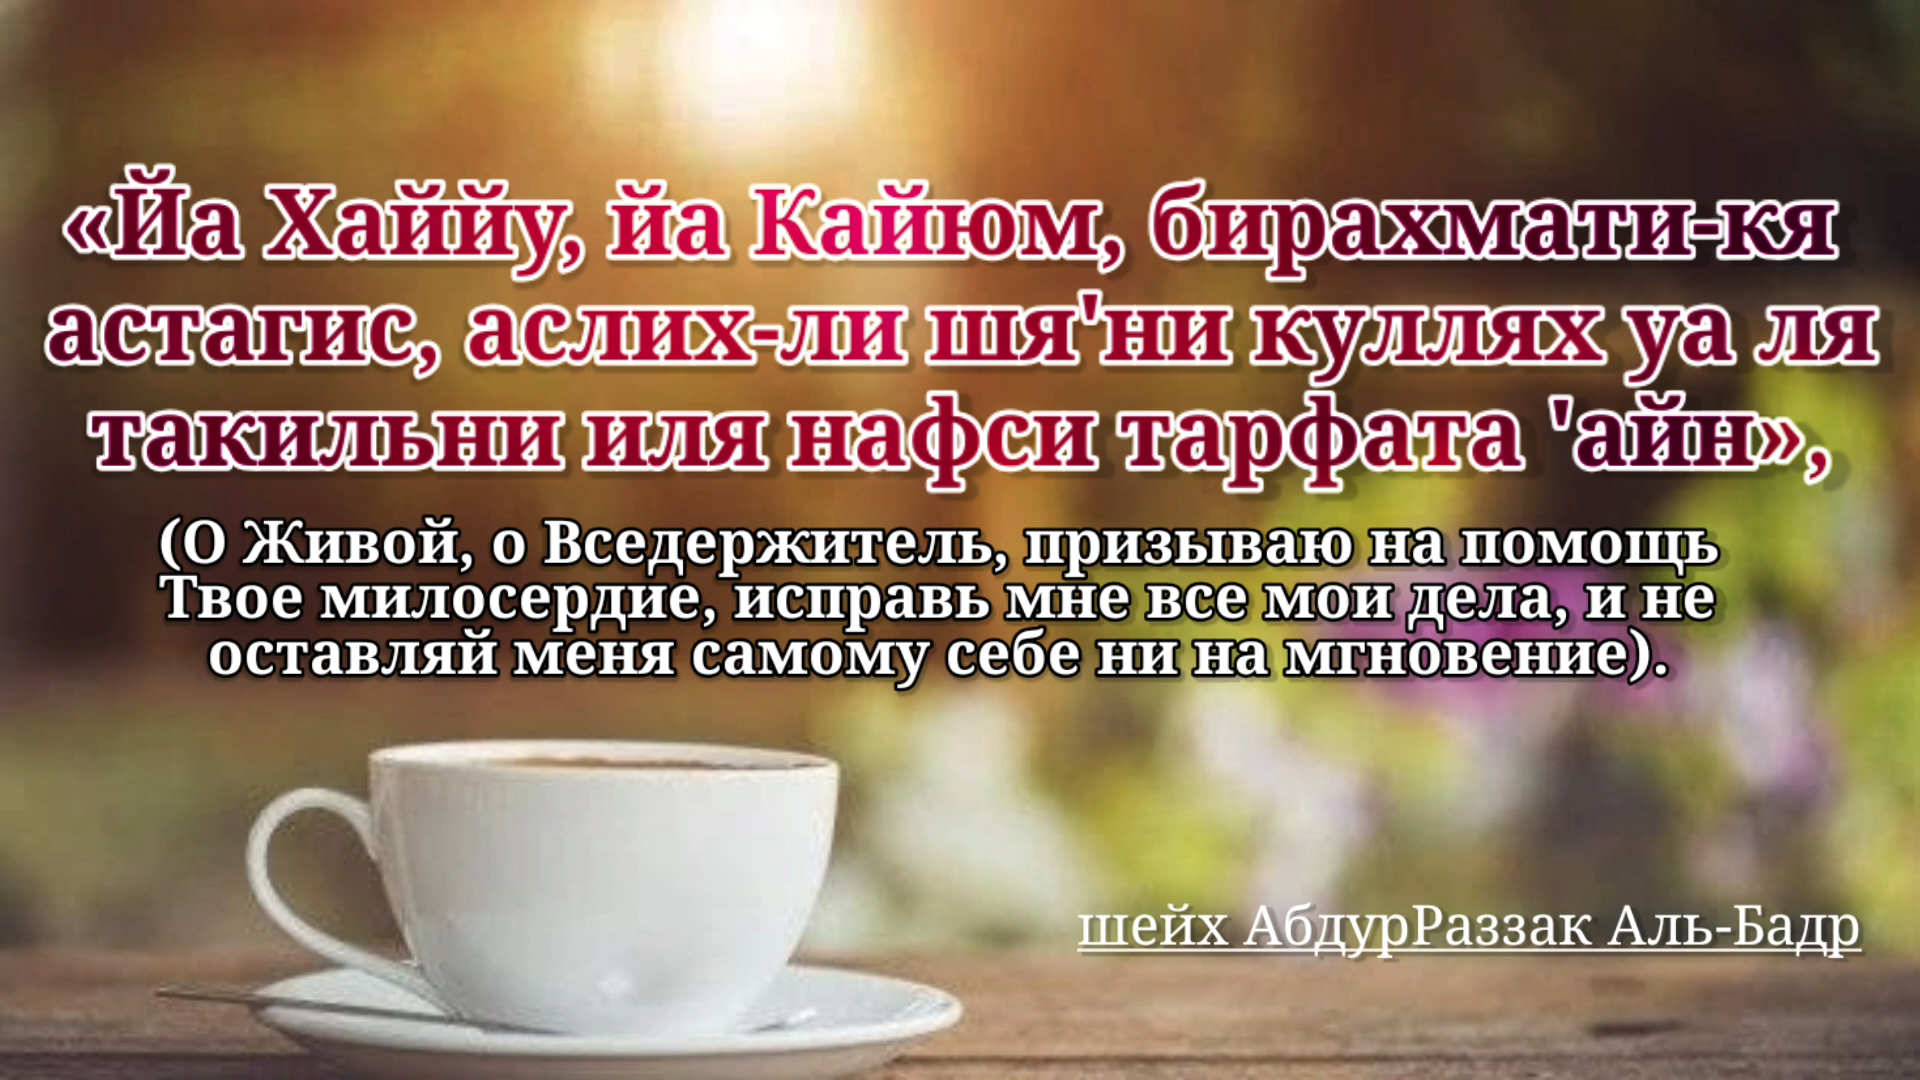 «Йа Хаййу, йа Кайюм, бирахмати-кя
астагис, аслих-ли шя'ни куллях уа ля
такильни иля нафси тарфата 'айн»,
(О Живой, о Вседержитель, призываю на помощь
Твое милосердие, исправь мне все мои дела, и не
оставляй меня самому себе ни на мгновение).
шейх АбдурРаззак Аль-Бадр